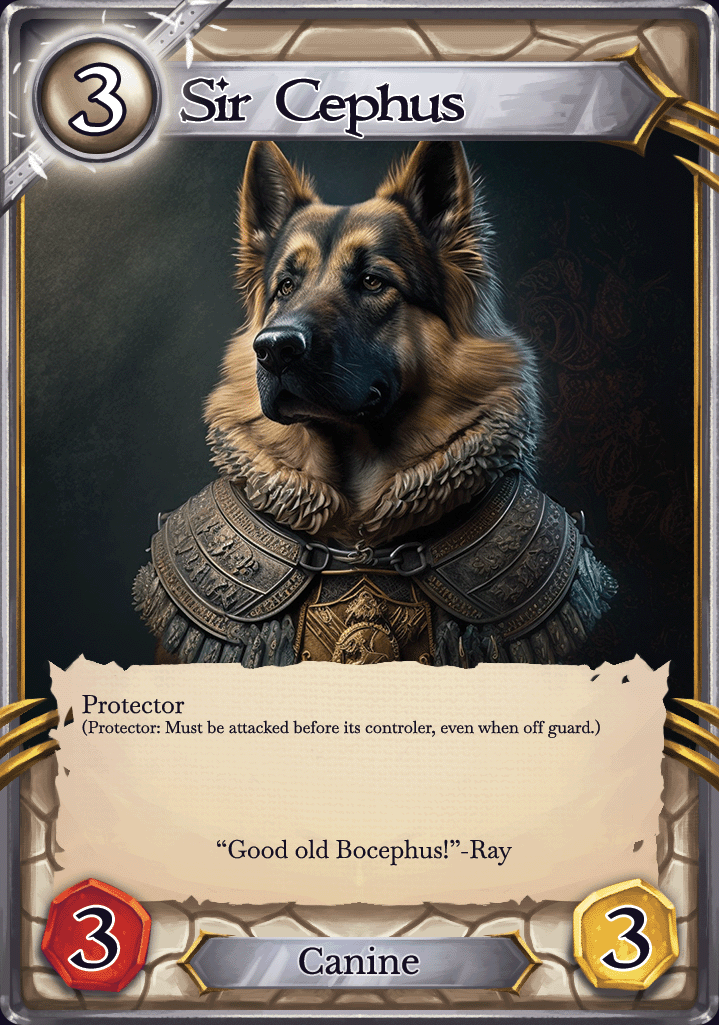 3
Sir Cephus
Protector
(Protector: Must be attacked before its controler, even when off guard.)
“Good old Bocephus!”-Ray
3
Canine
3